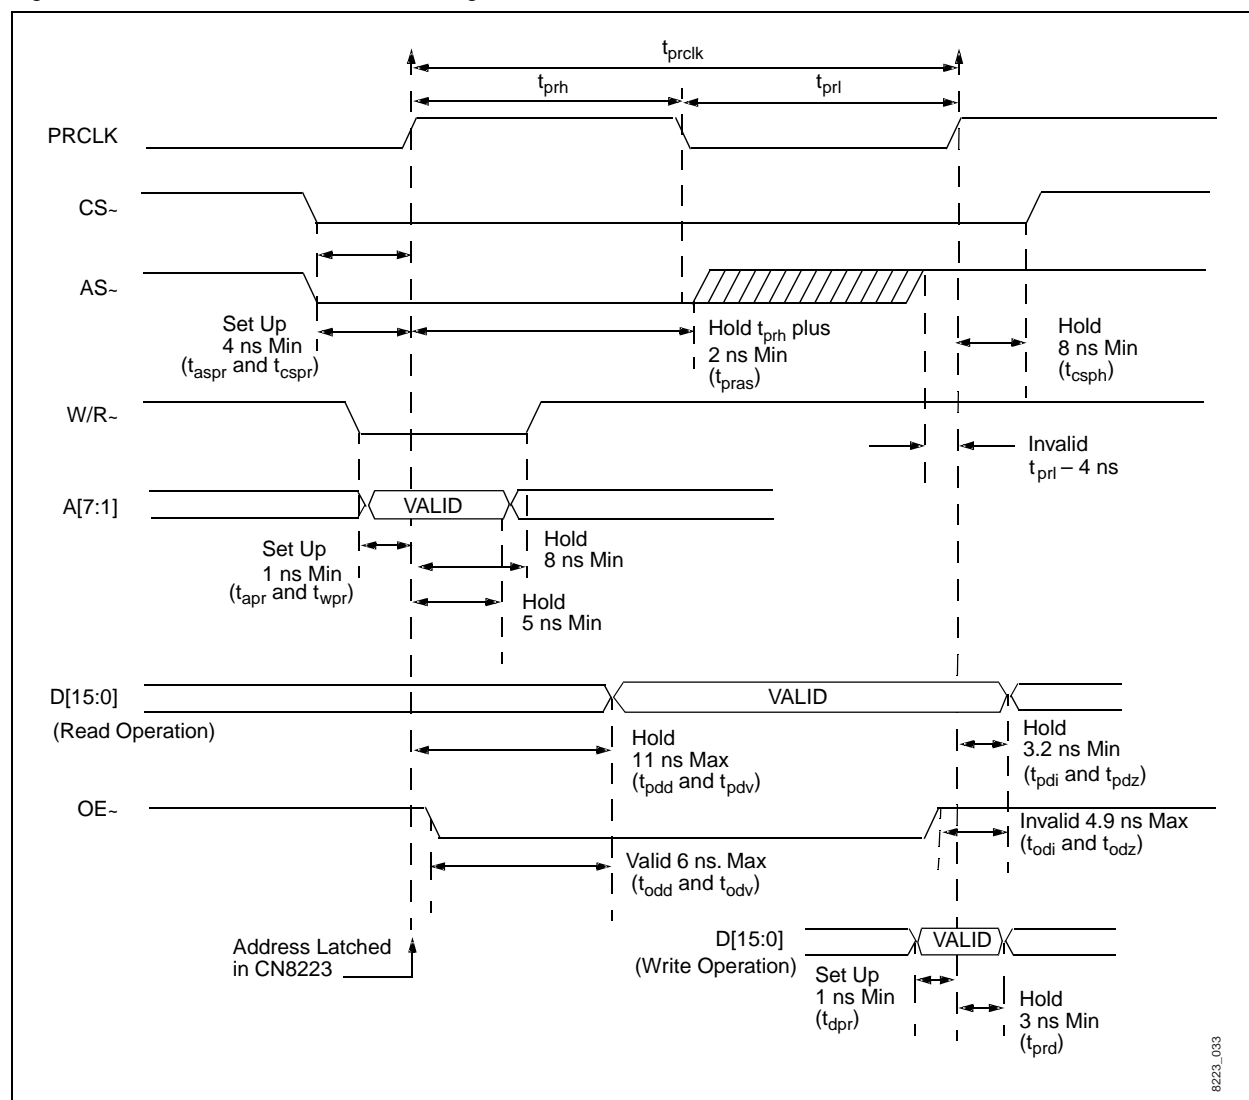 tprclk
tprh
tprl
PRCLK
CS~
AS~
Set Up
4 ns Min
(taspr and tcspr)
Hold tprh plus
2 ns Min
(tpras)
Hold
8 ns Min
(tcsph)
W/R~
Invalid
tprl – 4 ns
A[7:1]
VALID
Set Up
1 ns Min
(tapr and twpr)
Hold
8 ns Min
Hold
5 ns Min
D[15:0]
(Read Operation)
VALID
Hold
11 ns Max
(tpdd and tpdv)
Hold
3.2 ns Min
(tpdi and tpdz)
OE~
Valid 6 ns. Max
(todd and todv)
Invalid 4.9 ns Max
(todi and todz)
Address Latched
in CN8223
D[15:0]
(Write Operation)
VALID
Set Up
1 ns Min
(tdpr)
Hold
3 ns Min
(tprd)
8223_033